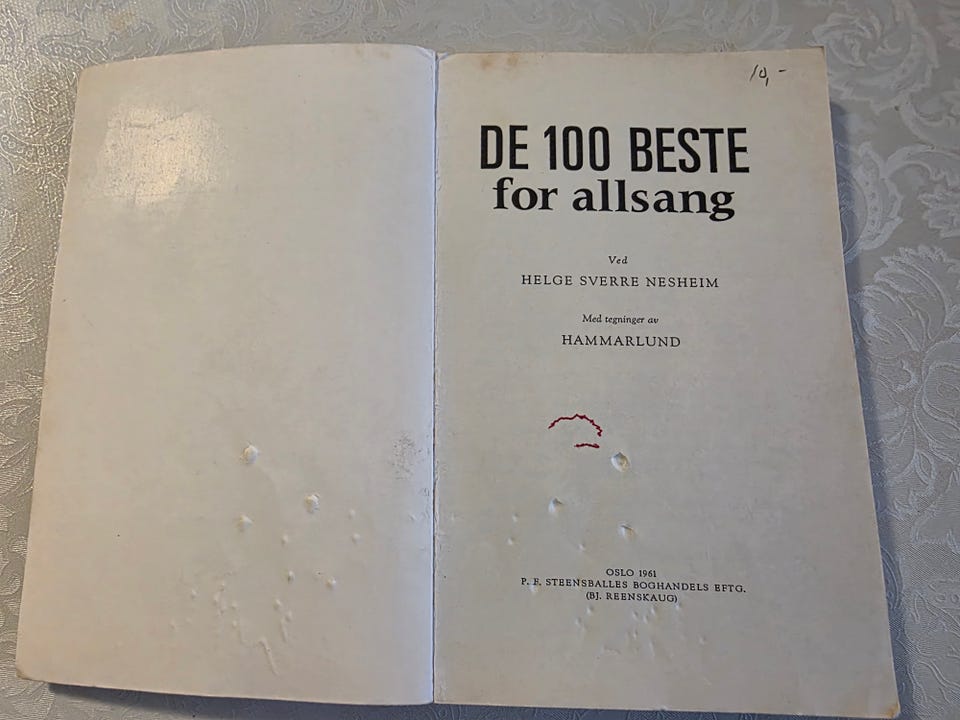 10,-
DE 100 BESTE
for allsang
Ved
HELGE SVERRE NESHEIM
Med tegninger av
HAMMARLUND
OSLO 1961
P. F. STEENSBALLES BOGHANDELS EFTG.
(BJ. REENSKAUG)